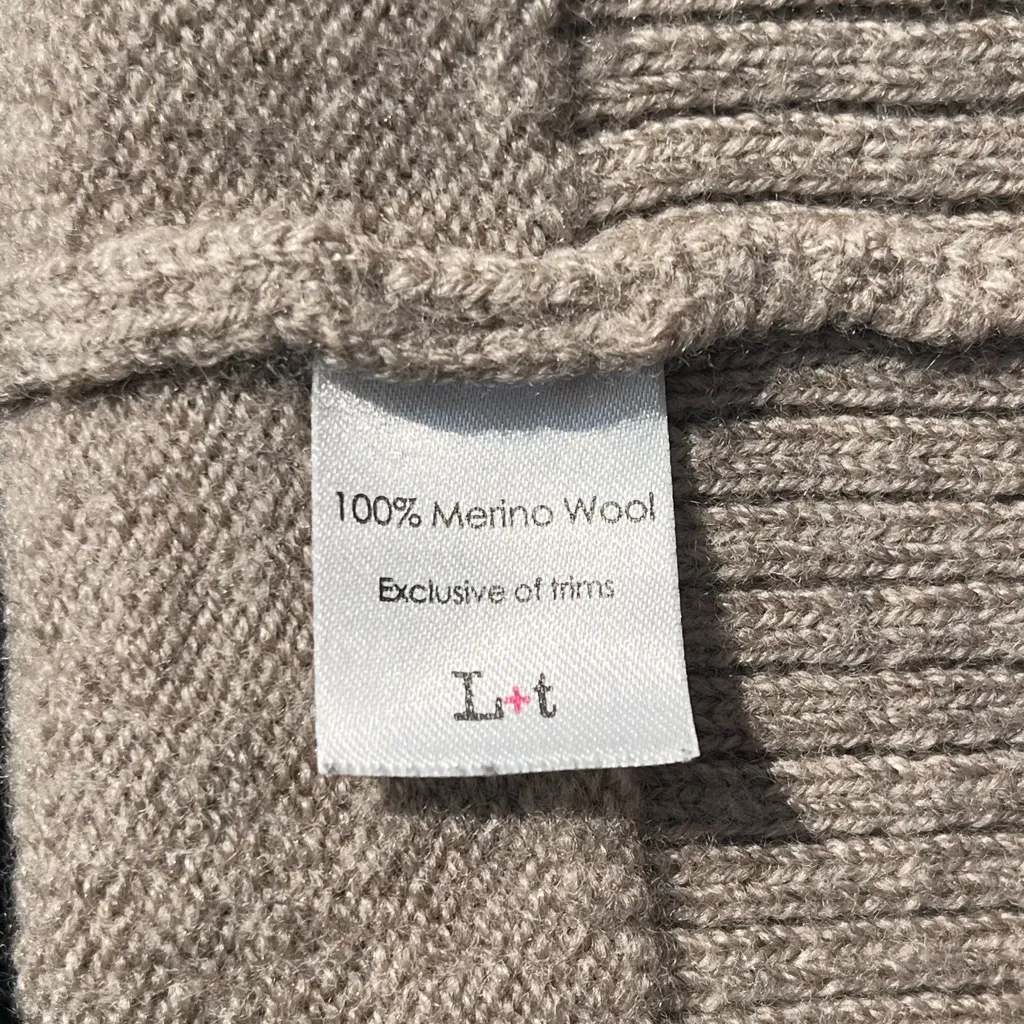 100% Merino Wool
Exclusive of trims
L+t